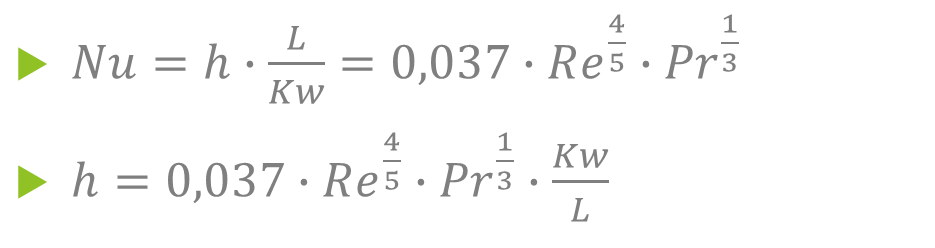 Nu = h · L/Kw = 0,037 · Re^(4/5) · Pr^(1/3)
h = 0,037 · Re^(4/5) · Pr^(1/3) · Kw/L